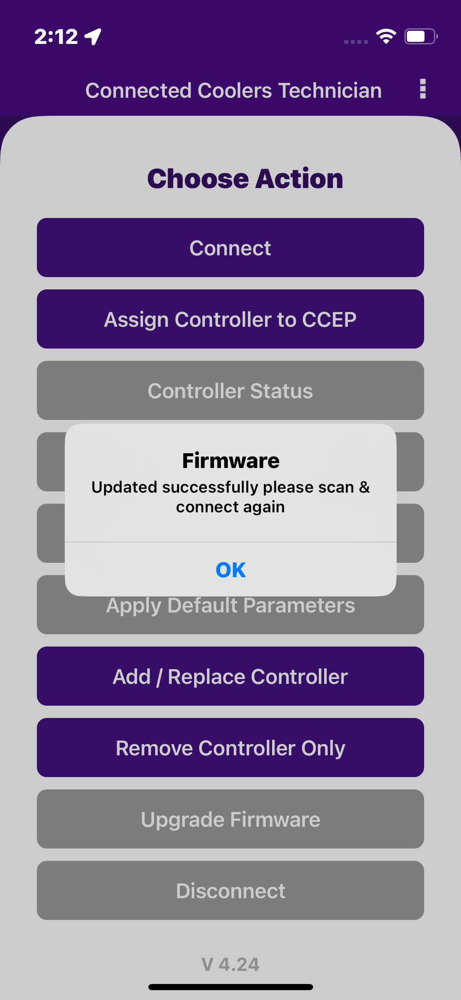 2:12
Connected Coolers Technician
Choose Action
Connect
Assign Controller to CCEP
Controller Status
Firmware
Updated successfully please scan &
connect again
OK
Apply Default Parameters
Add / Replace Controller
Remove Controller Only
Upgrade Firmware
Disconnect
V 4.24